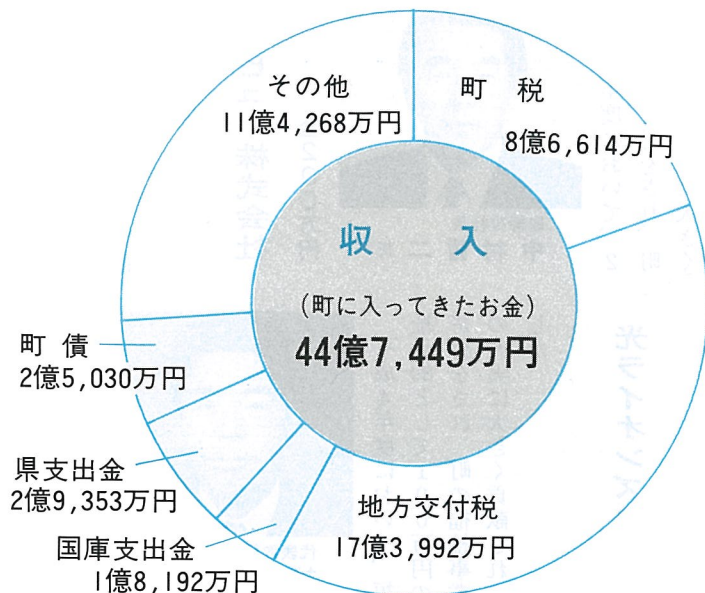 その他
11億4,268万円
町 税
8億6,614万円
収 入
(町に入ってきたお金)
44億7,449万円
町 債
2億5,030万円
県支出金
2億9,353万円
国庫支出金
1億8,192万円
地方交付税
17億3,992万円